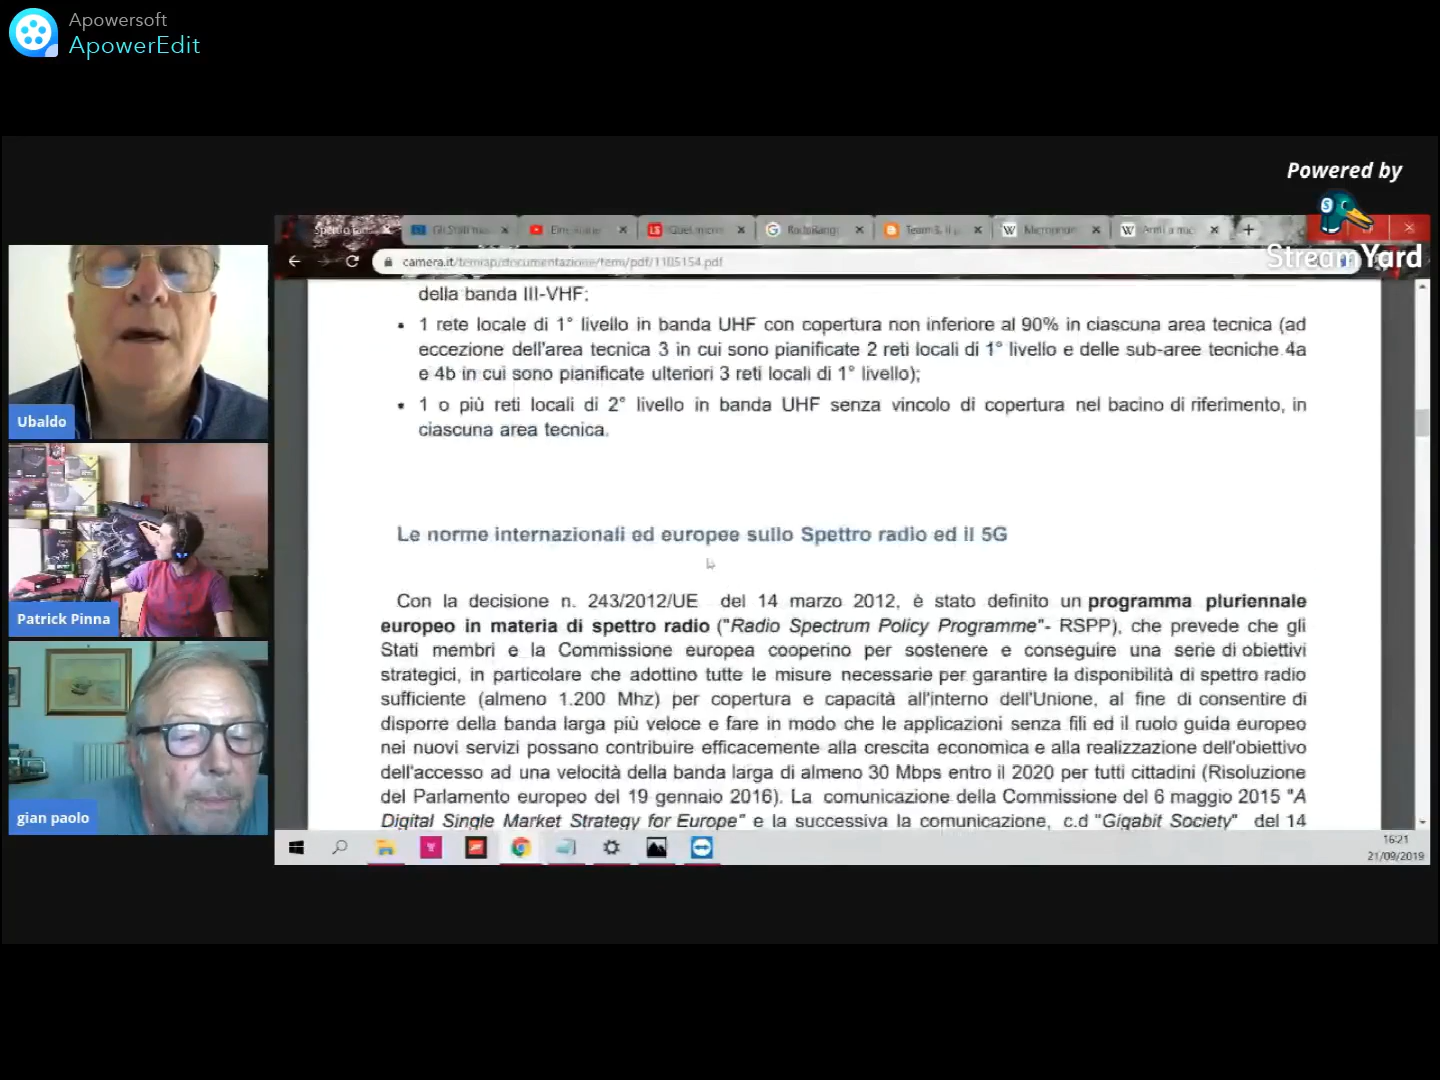 Apowersoft
ApowerEdit
Powered by
StreamYard
camera.it/temiap/documentazione/temi/pdf/1105154.pdf
della banda III-VHF;
• 1 rete locale di 1° livello in banda UHF con copertura non inferiore al 90% in ciascuna area tecnica (ad
eccezione dell'area tecnica 3 in cui sono pianificate 2 reti locali di 1° livello e delle sub-aree tecniche 4a
e 4b in cui sono pianificate ulteriori 3 reti locali di 1° livello);
• 1 o più reti locali di 2° livello in banda UHF senza vincolo di copertura nel bacino di riferimento, in
ciascuna area tecnica.
Le norme internazionali ed europee sullo Spettro radio ed il 5G
Con la decisione n. 243/2012/UE del 14 marzo 2012, è stato definito un programma pluriennale
europeo in materia di spettro radio ("Radio Spectrum Policy Programme"- RSPP), che prevede che gli
Stati membri e la Commissione europea cooperino per sostenere e conseguire una serie di obiettivi
strategici, in particolare che adottino tutte le misure necessarie per garantire la disponibilità di spettro radio
sufficiente (almeno 1.200 Mhz) per copertura e capacità all'interno dell'Unione, al fine di consentire di
disporre della banda larga più veloce e fare in modo che le applicazioni senza fili ed il ruolo guida europeo
nei nuovi servizi possano contribuire efficacemente alla crescita economica e alla realizzazione dell'obiettivo
dell'accesso ad una velocità della banda larga di almeno 30 Mbps entro il 2020 per tutti cittadini (Risoluzione
del Parlamento europeo del 19 gennaio 2016). La comunicazione della Commissione del 6 maggio 2015 "A
Digital Single Market Strategy for Europe" e la successiva la comunicazione, c.d "Gigabit Society" del 14
Ubaldo
Patrick Pinna
gian paolo
16:21
21/09/2019